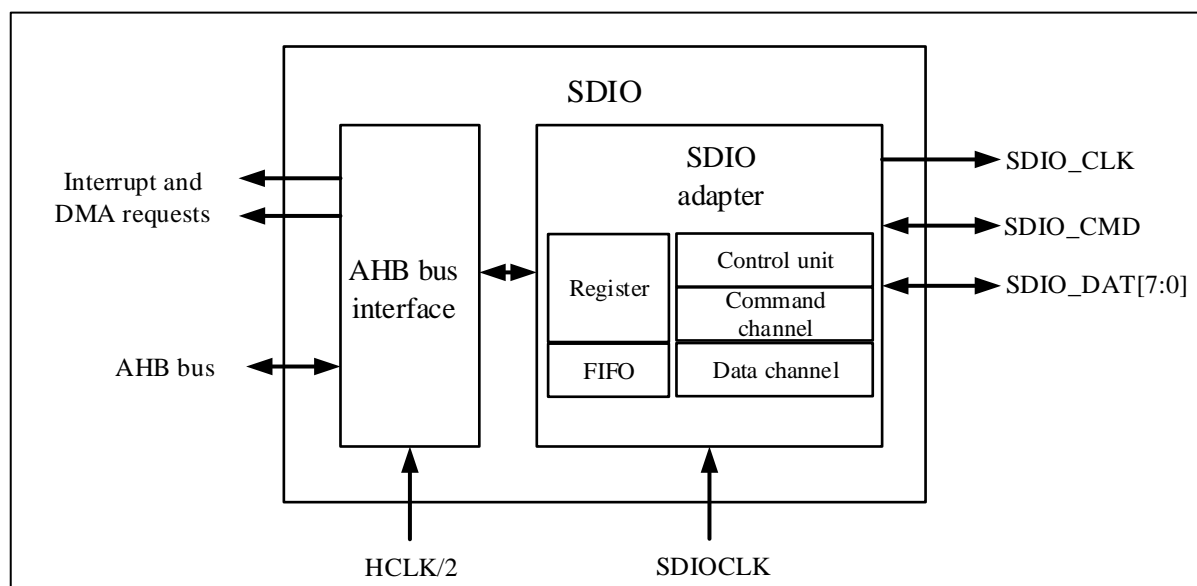 SDIO
SDIO
adapter
SDIO_CLK
Interrupt and
DMA requests
SDIO_CMD
AHB bus
interface
Register
Control unit
SDIO_DAT[7:0]
Command
channel
AHB bus
FIFO
Data channel
HCLK/2
SDIOCLK